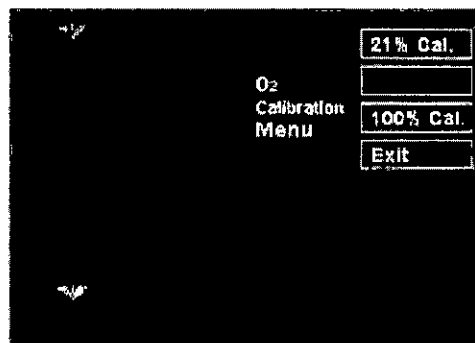 21% Cal.
O₂
Calibration
Menu
100% Cal.
Exit